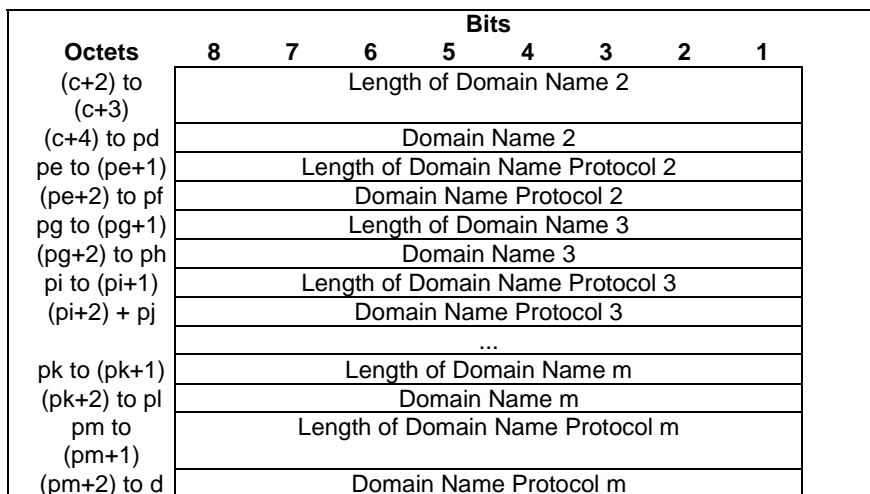 Bits
Octets 8 7 6 5 4 3 2 1
(c+2) to Length of Domain Name 2
(c+3)
(c+4) to pd Domain Name 2
pe to (pe+1) Length of Domain Name Protocol 2
(pe+2) to pf Domain Name Protocol 2
pg to (pg+1) Length of Domain Name 3
(pg+2) to ph Domain Name 3
pi to (pi+1) Length of Domain Name Protocol 3
(pi+2) + pj Domain Name Protocol 3
...
pk to (pk+1) Length of Domain Name m
(pk+2) to pl Domain Name m
pm to Length of Domain Name Protocol m
(pm+1)
(pm+2) to d Domain Name Protocol m